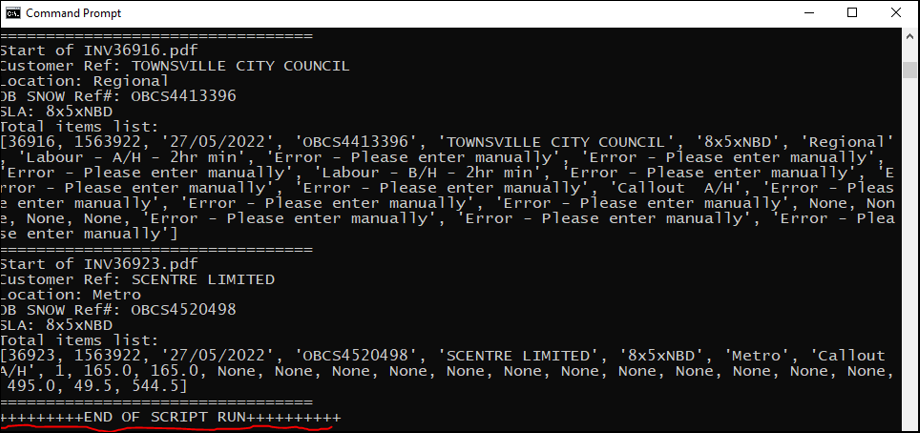 Command Prompt
==================================
Start of INV36916.pdf
Customer Ref: TOWNSVILLE CITY COUNCIL
Location: Regional
OB SNOW Ref#: OBCS4413396
SLA: 8x5xNBD
Total items list:
[36916, 1563922, '27/05/2022', 'OBCS4413396', 'TOWNSVILLE CITY COUNCIL', '8x5xNBD', 'Regional'
, 'Labour - A/H - 2hr min', 'Error - Please enter manually', 'Error - Please enter manually',
'Error - Please enter manually', 'Labour - B/H - 2hr min', 'Error - Please enter manually', 'E
rror - Please enter manually', 'Error - Please enter manually', 'Callout  A/H', 'Error - Pleas
e enter manually', 'Error - Please enter manually', 'Error - Please enter manually', None, Non
e, None, None, 'Error - Please enter manually', 'Error - Please enter manually', 'Error - Plea
se enter manually']
==================================
Start of INV36923.pdf
Customer Ref: SCENTRE LIMITED
Location: Metro
OB SNOW Ref#: OBCS4520498
SLA: 8x5xNBD
Total items list:
[36923, 1563922, '27/05/2022', 'OBCS4520498', 'SCENTRE LIMITED', '8x5xNBD', 'Metro', 'Callout
A/H', 1, 165.0, 165.0, None, None, None, None, None, None, None, None, None, None, None, None,
495.0, 49.5, 544.5]
==================================
++++++++++END OF SCRIPT RUN++++++++++